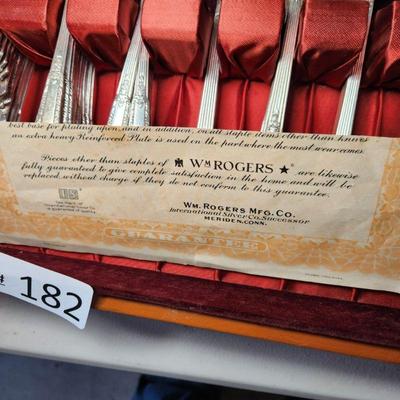 best base for plating upon, and in addition, on all staple items other than knives
an extra heavy Reinforced Plate is used on the part where the most wear comes.
Pieces other than staples of WM ROGERS ★ are likewise
fully guaranteed to give complete satisfaction in the home and will be
replaced without charge if they do not conform to this guarantee.
WM. ROGERS MFG. CO.
International Silver Co. Successor
MERIDEN, CONN.
GUARANTEE
# 182